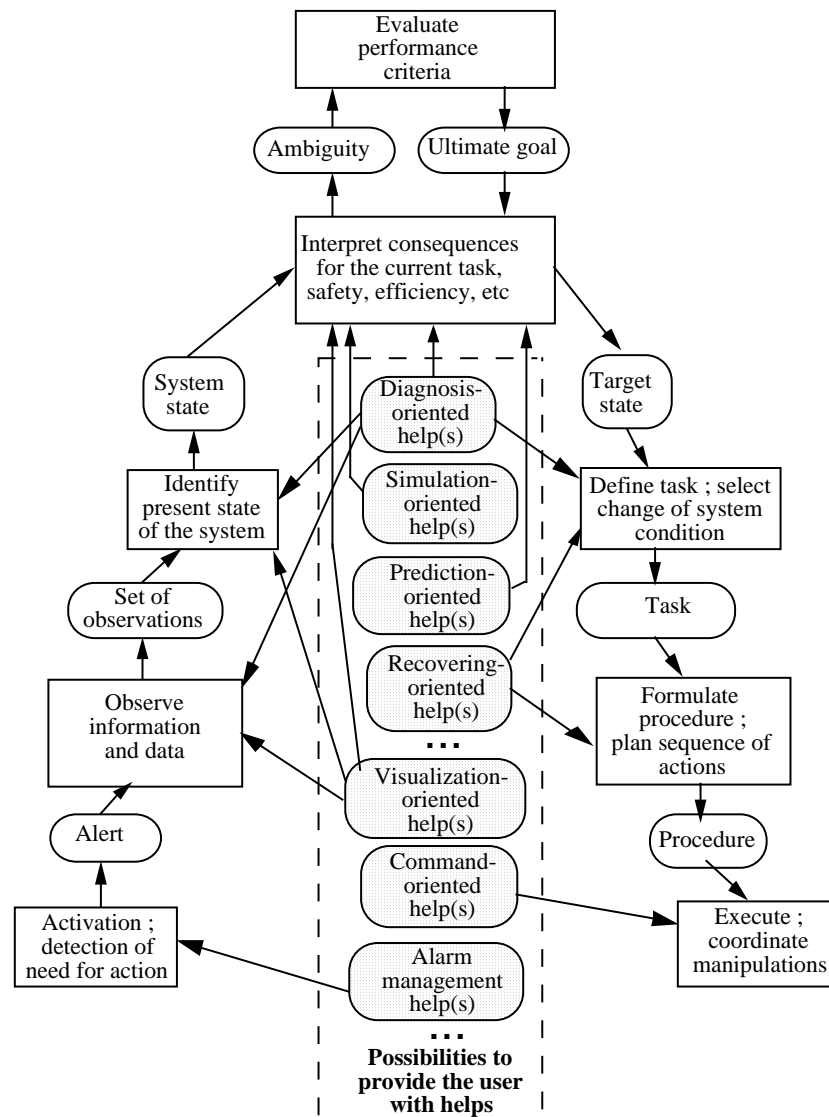 Evaluate
performance
criteria
Ambiguity
Ultimate goal
Interpret consequences
for the current task,
safety, efficiency, etc
System
state
Target
state
Diagnosis-
oriented
help(s)
Identify
present state
of the system
Simulation-
oriented
help(s)
Define task ; select
change of system
condition
Prediction-
oriented
help(s)
Set of
observations
Task
Recovering-
oriented
help(s)
...
Observe
information
and data
Formulate
procedure ;
plan sequence of
actions
Visualization-
oriented
help(s)
Alert
Procedure
Command-
oriented
help(s)
Activation ;
detection of
need for action
Execute ;
coordinate
manipulations
Alarm
management
help(s)
...
Possibilities to
provide the user
with helps